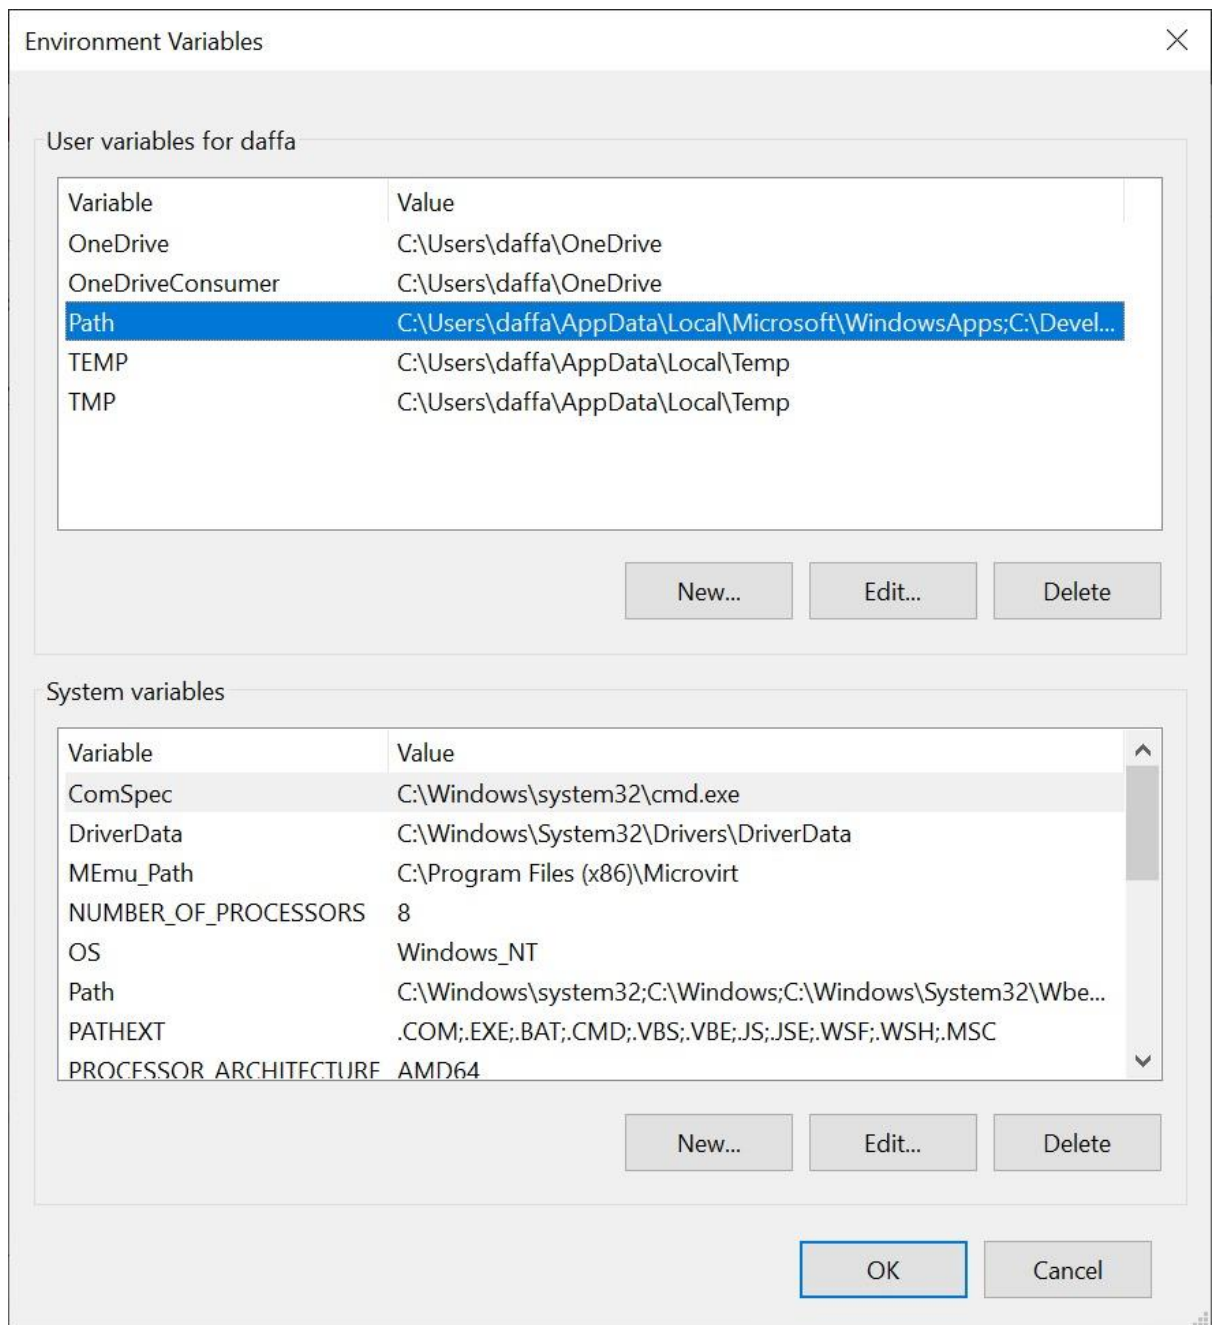 Environment Variables
User variables for daffa
Variable Value
OneDrive C:\Users\daffa\OneDrive
OneDriveConsumer C:\Users\daffa\OneDrive
Path C:\Users\daffa\AppData\Local\Microsoft\WindowsApps;C:\Devel...
TEMP C:\Users\daffa\AppData\Local\Temp
TMP C:\Users\daffa\AppData\Local\Temp
New... Edit... Delete
System variables
Variable Value
ComSpec C:\Windows\system32\cmd.exe
DriverData C:\Windows\System32\Drivers\DriverData
MEmu_Path C:\Program Files (x86)\Microvirt
NUMBER_OF_PROCESSORS 8
OS Windows_NT
Path C:\Windows\system32;C:\Windows;C:\Windows\System32\Wbe...
PATHEXT .COM;.EXE;.BAT;.CMD;.VBS;.VBE;.JS;.JSE;.WSF;.WSH;.MSC
PROCESSOR_ARCHITECTURE AMD64
New... Edit... Delete
OK Cancel